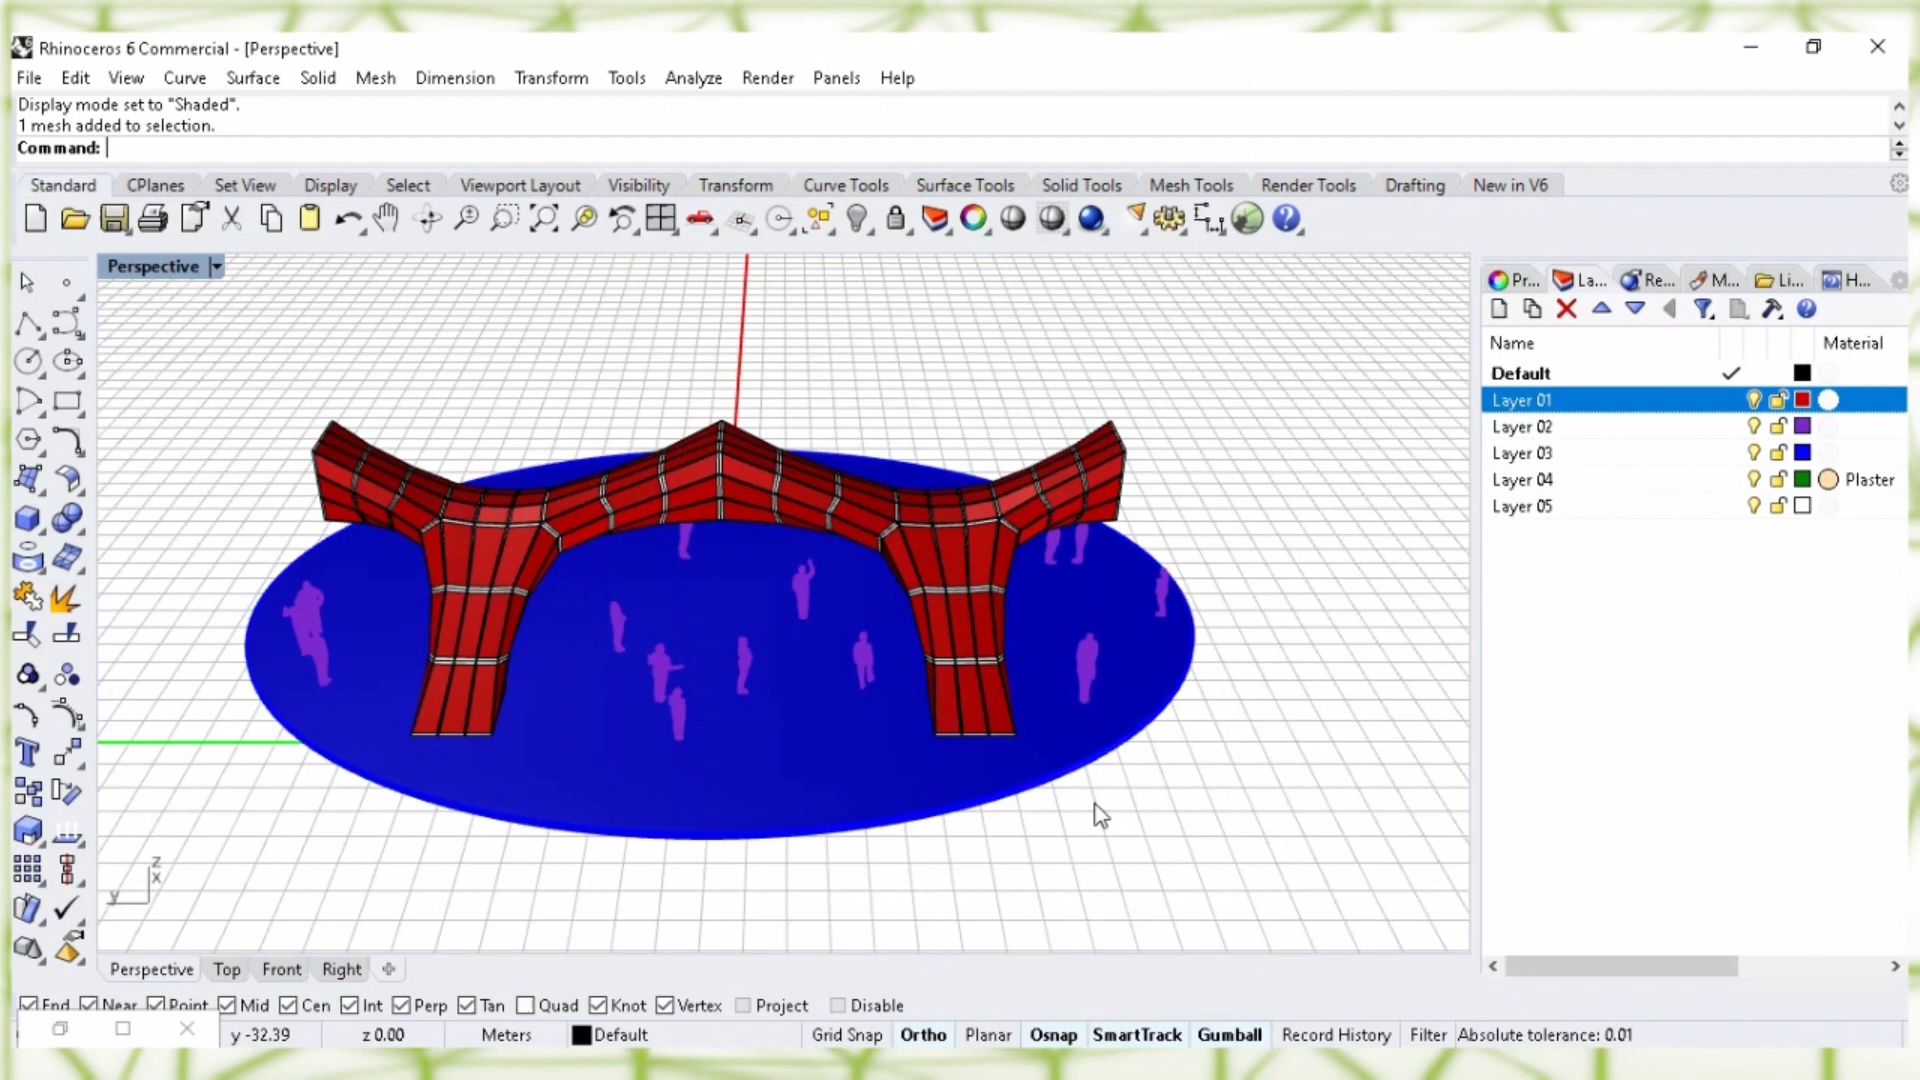 Rhinoceros 6 Commercial - [Perspective]
File Edit View Curve Surface Solid Mesh Dimension Transform Tools Analyze Render Panels Help
Display mode set to "Shaded".
1 mesh added to selection.
Command:
Standard CPlanes Set View Display Select Viewport Layout Visibility Transform Curve Tools Surface Tools Solid Tools Mesh Tools Render Tools Drafting New in V6
Perspective
Pr... La... Re... M... Li... H...
Name Material
Default
Layer 01
Layer 02
Layer 03
Layer 04 Plaster
Layer 05
z
x
y
Perspective Top Front Right
End Near Point Mid Cen Int Perp Tan Quad Knot Vertex Project Disable
y -32.39 z 0.00 Meters Default Grid Snap Ortho Planar Osnap SmartTrack Gumball Record History Filter Absolute tolerance: 0.01